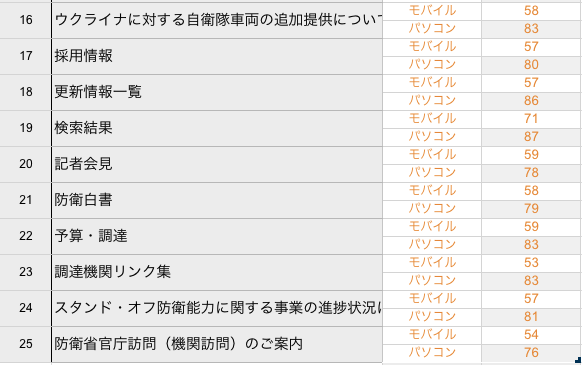 16 ウクライナに対する自衛隊車両の追加提供につい モバイル 58
パソコン 83
17 採用情報 モバイル 57
パソコン 80
18 更新情報一覧 モバイル 57
パソコン 86
19 検索結果 モバイル 71
パソコン 87
20 記者会見 モバイル 59
パソコン 78
21 防衛白書 モバイル 58
パソコン 79
22 予算・調達 モバイル 59
パソコン 83
23 調達機関リンク集 モバイル 53
パソコン 83
24 スタンド・オフ防衛能力に関する事業の進捗状況 モバイル 57
パソコン 81
25 防衛省官庁訪問（機関訪問）のご案内 モバイル 54
パソコン 76